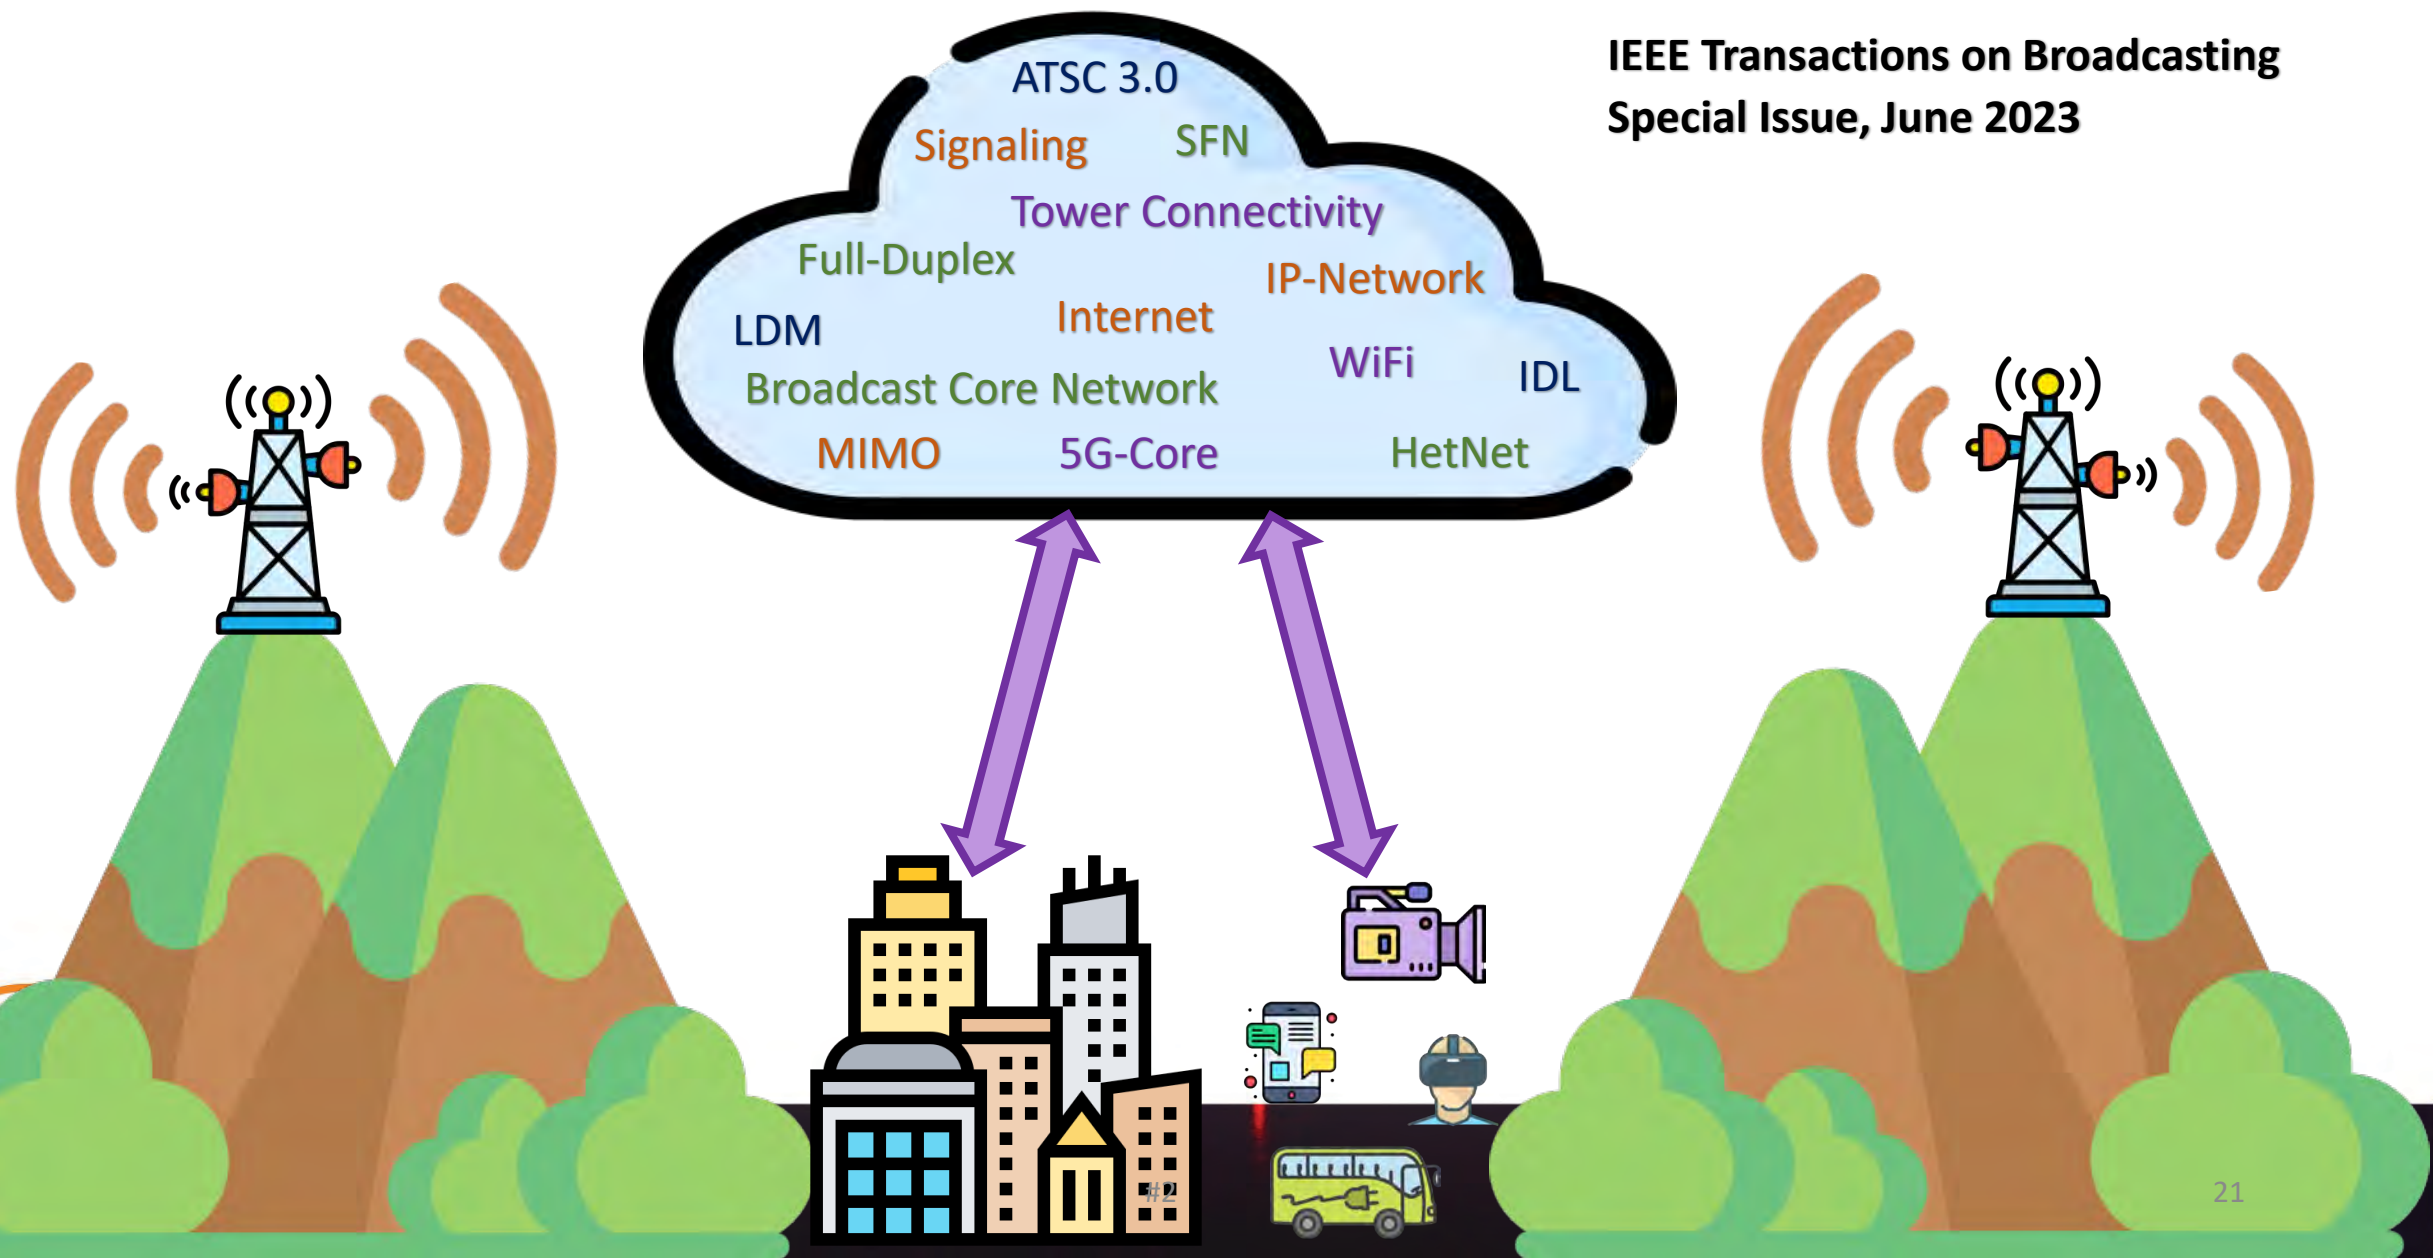 IEEE Transactions on Broadcasting
Special Issue, June 2023
ATSC 3.0
Signaling SFN
Tower Connectivity
Full-Duplex
IP-Network
Internet
LDM
WiFi
IDL
Broadcast Core Network
MIMO 5G-Core HetNet
#2
21